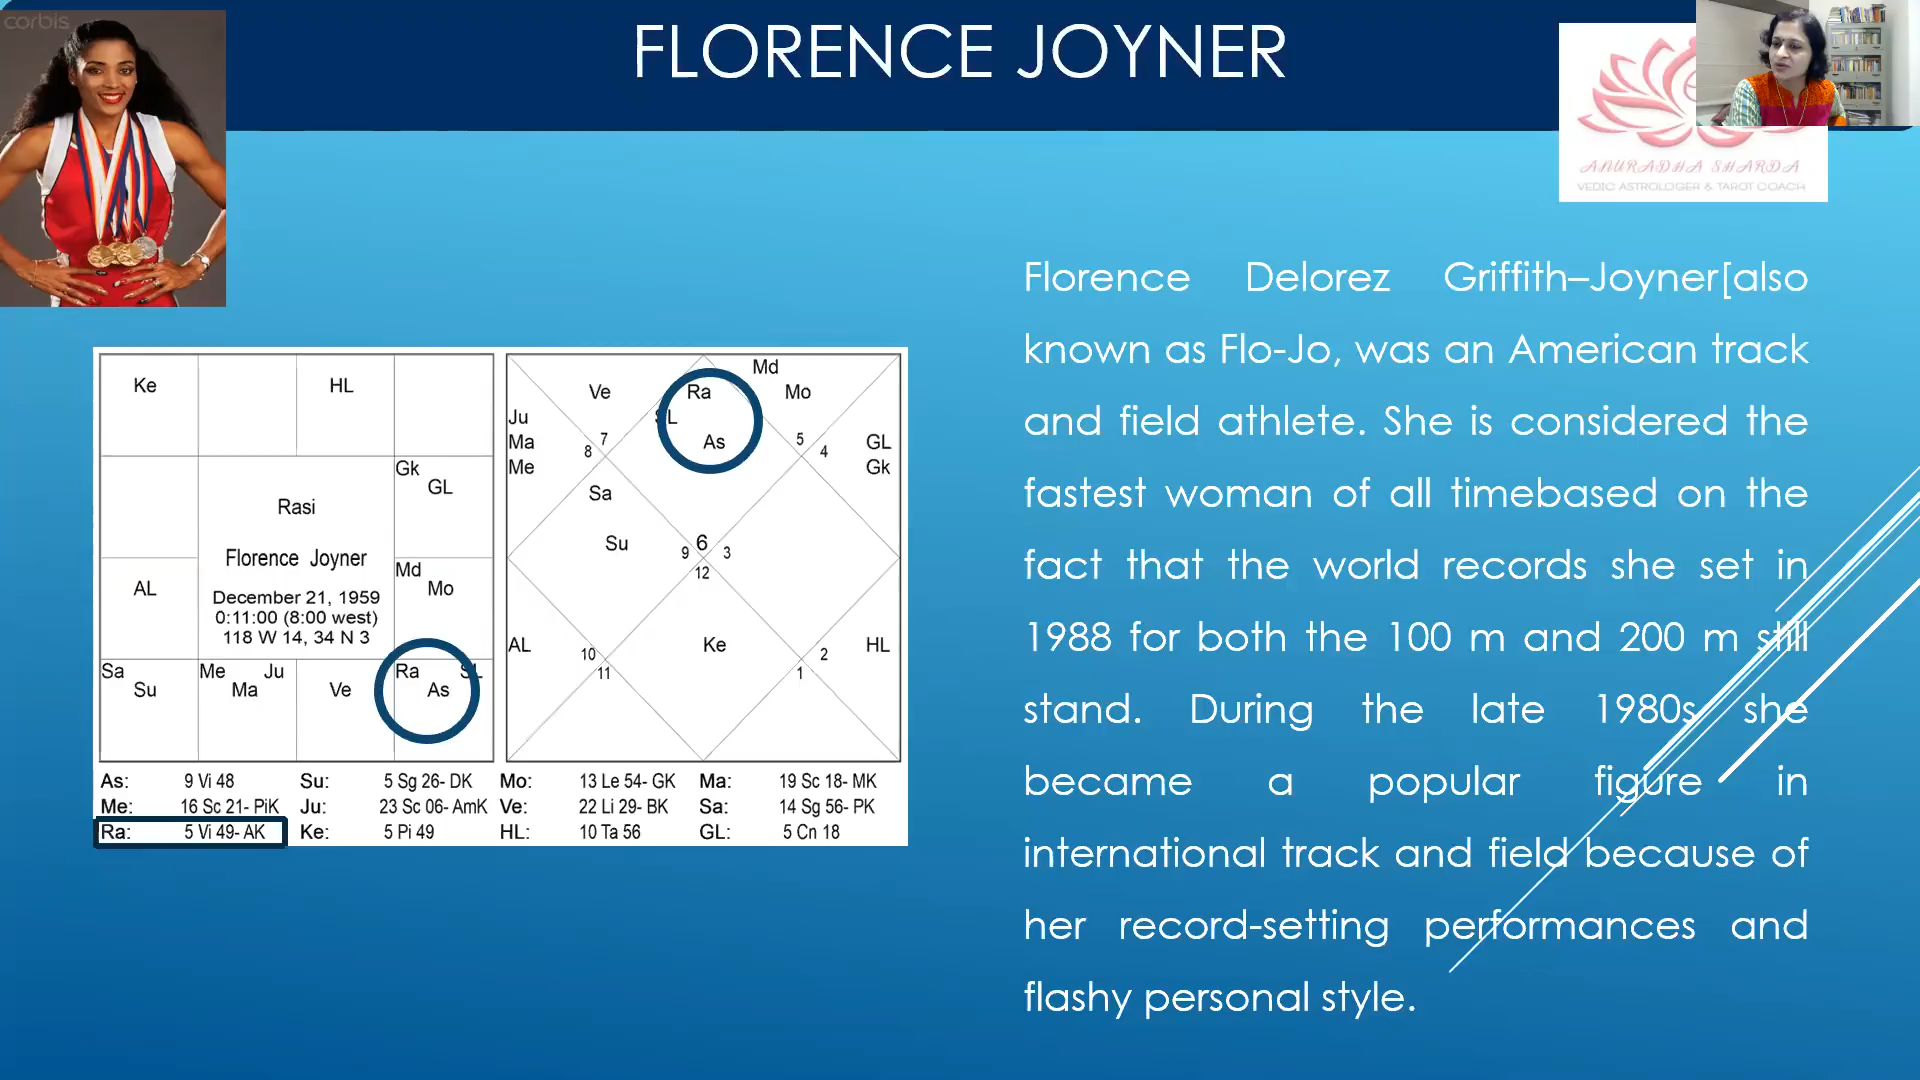 corbis
FLORENCE JOYNER
ANURADHA SHARDA
VEDIC ASTROLOGER & TAROT COACH
Ke HL
Gk
GL
Rasi
Florence Joyner
AL
December 21, 1959
0:11:00 (8:00 west)
118 W 14, 34 N 3
Md
Mo
Sa Me Ju Ra SL
Su Ma Ve As
Md
Ve Ra Mo
Ju SL
Ma 7 As 5 GL
8 4
Me Gk
Sa
Su 9 6 3
12
AL 10 Ke 2 HL
11 1
As: 9 Vi 48 Su: 5 Sg 26- DK Mo: 13 Le 54- GK Ma: 19 Sc 18- MK
Me: 16 Sc 21- PiK Ju: 23 Sc 06- AmK Ve: 22 Li 29- BK Sa: 14 Sg 56- PK
Ra: 5 Vi 49- AK Ke: 5 Pi 49 HL: 10 Ta 56 GL: 5 Cn 18
Florence Delorez Griffith–Joyner[also
known as Flo-Jo, was an American track
and field athlete. She is considered the
fastest woman of all timebased on the
fact that the world records she set in
1988 for both the 100 m and 200 m still
stand. During the late 1980s she
became a popular figure in
international track and field because of
her record-setting performances and
flashy personal style.